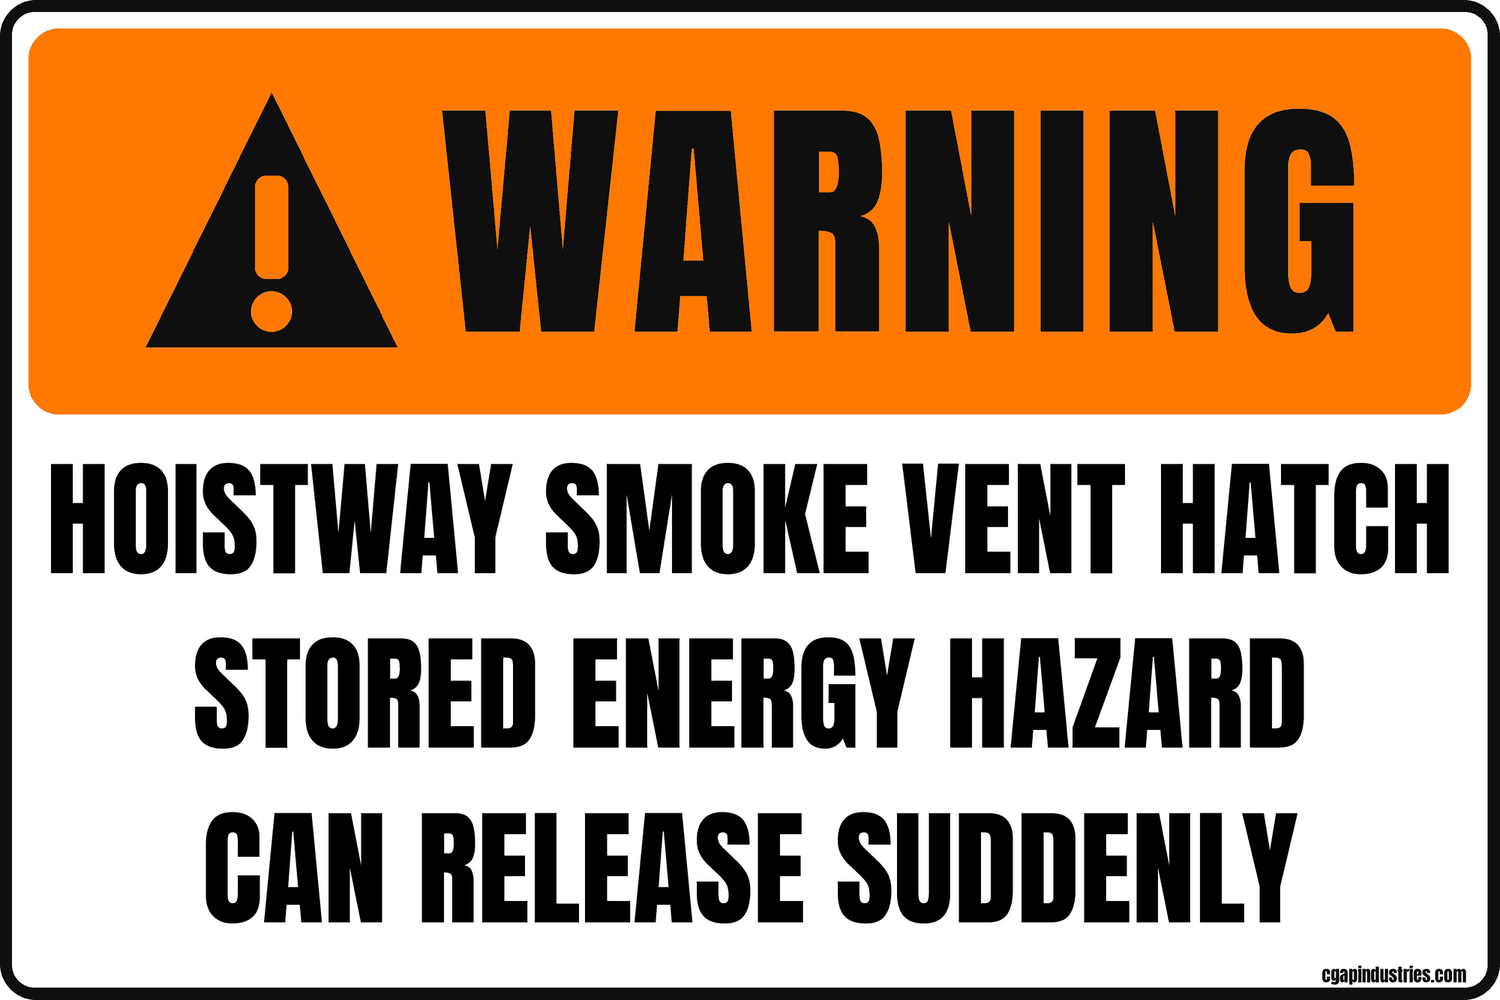 WARNING
HOISTWAY SMOKE VENT HATCH
STORED ENERGY HAZARD
CAN RELEASE SUDDENLY
cgapindustries.com